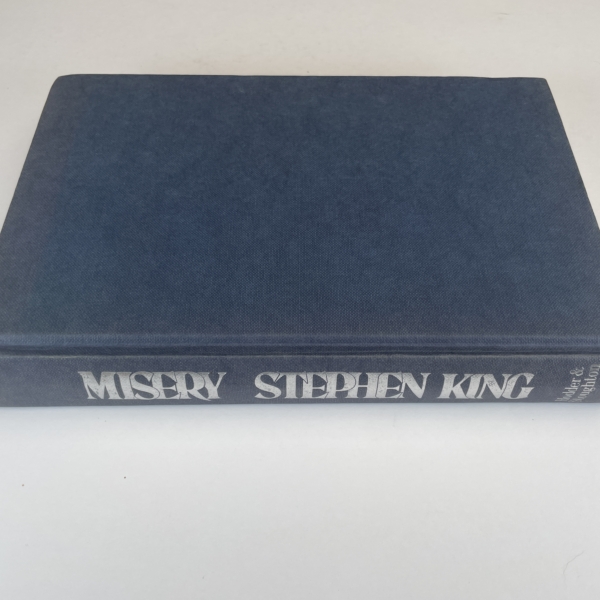 MISERY STEPHEN KING
Hodder &
Stoughton